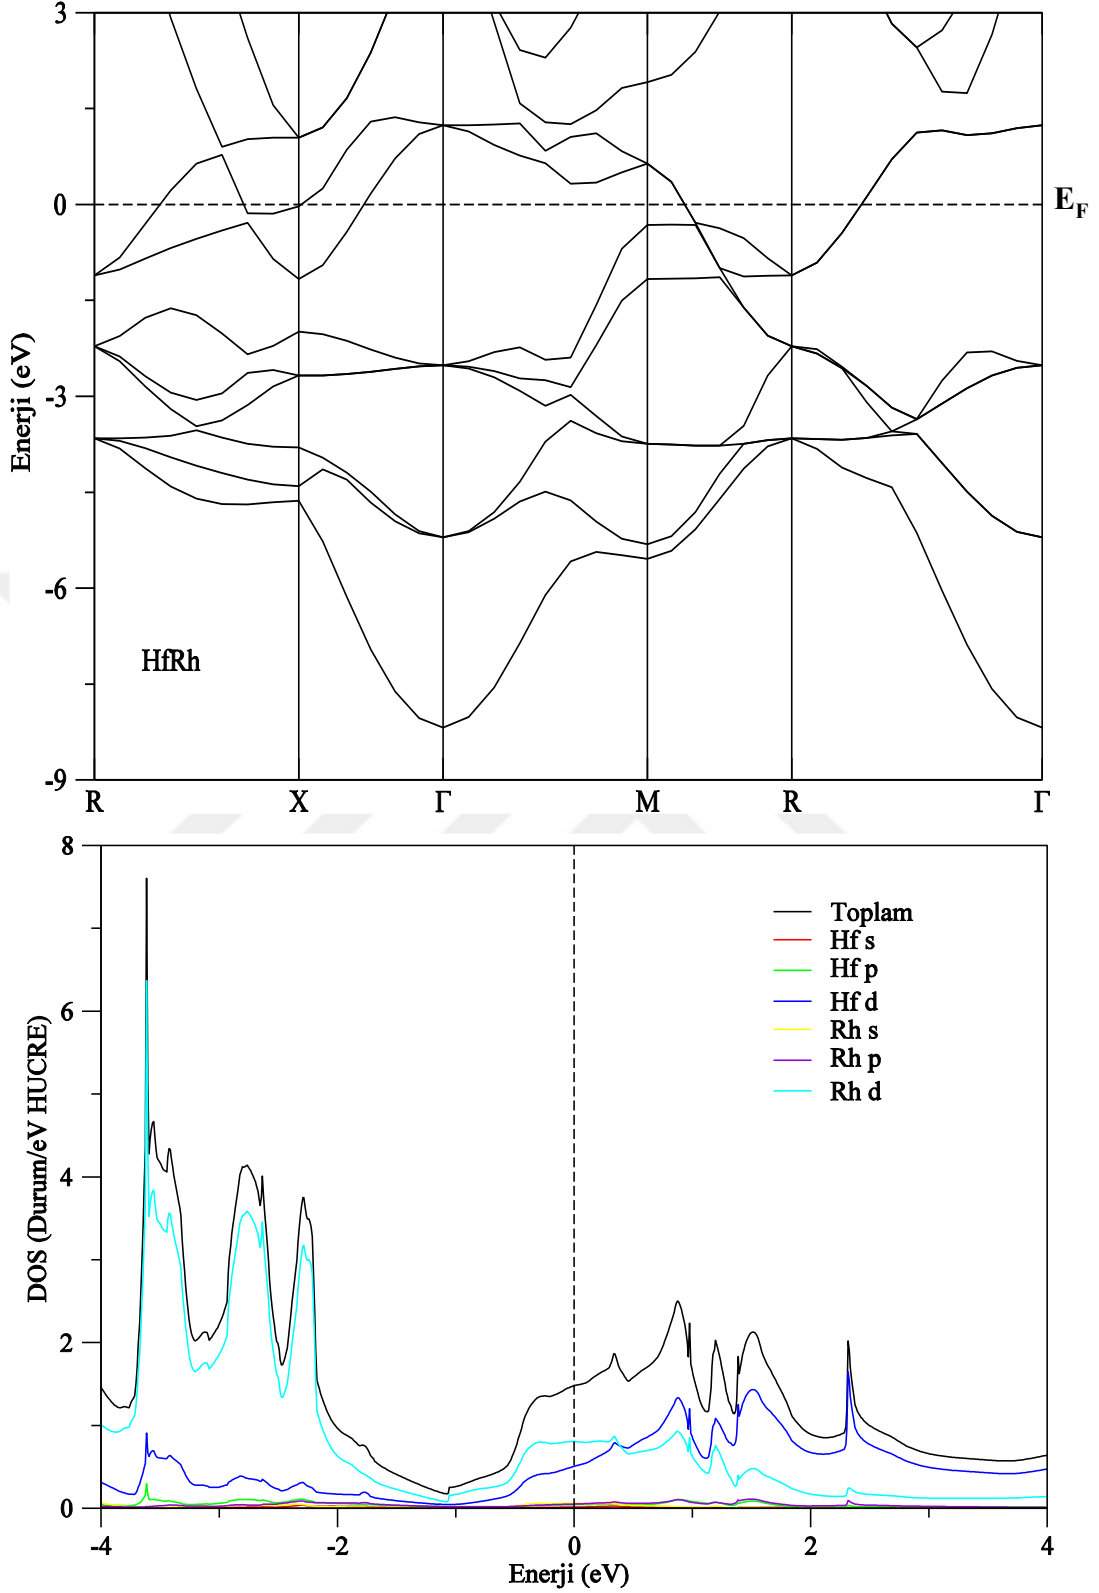 3
0
E_F
-3
Enerji (eV)
-6
HfRh
-9
R X Γ M R Γ
8
Toplam
Hf s
Hf p
6
Hf d
Rh s
Rh p
Rh d
DOS (Durum/eV HUCRE)
4
2
0
-4 -2 0 2 4
Enerji (eV)